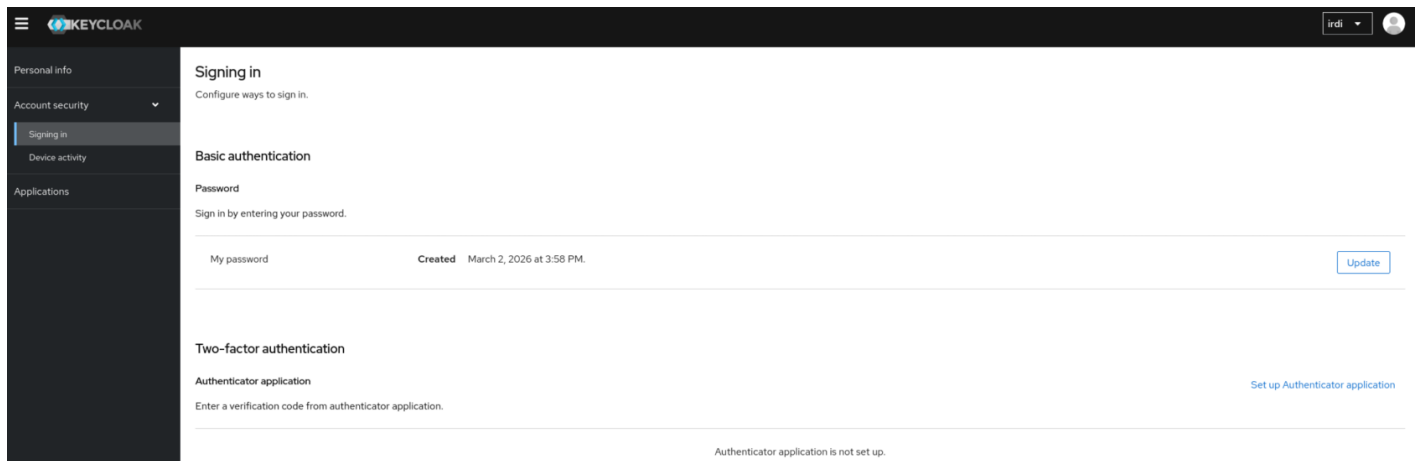 KEYCLOAK
irdi
Personal info
Account security
Signing in
Device activity
Applications
Signing in
Configure ways to sign in.
Basic authentication
Password
Sign in by entering your password.
My password Created March 2, 2026 at 3:58 PM. Update
Two-factor authentication
Authenticator application Set up Authenticator application
Enter a verification code from authenticator application.
Authenticator application is not set up.